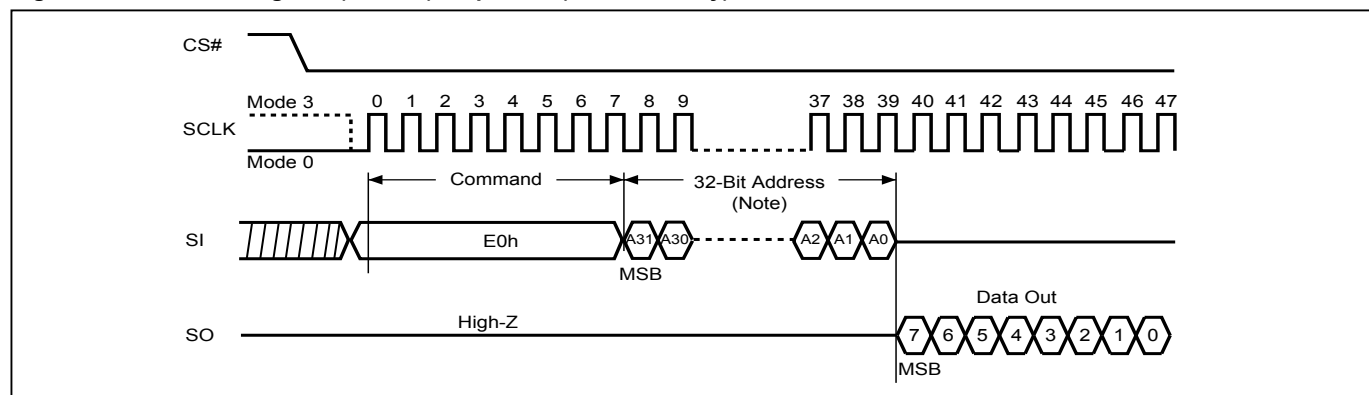 CS#
Mode 3
0 1 2 3 4 5 6 7 8 9 37 38 39 40 41 42 43 44 45 46 47
SCLK
Mode 0
Command
32-Bit Address
(Note)
SI
E0h
A31 A30 A2 A1 A0
MSB
Data Out
High-Z
SO
7 6 5 4 3 2 1 0
MSB